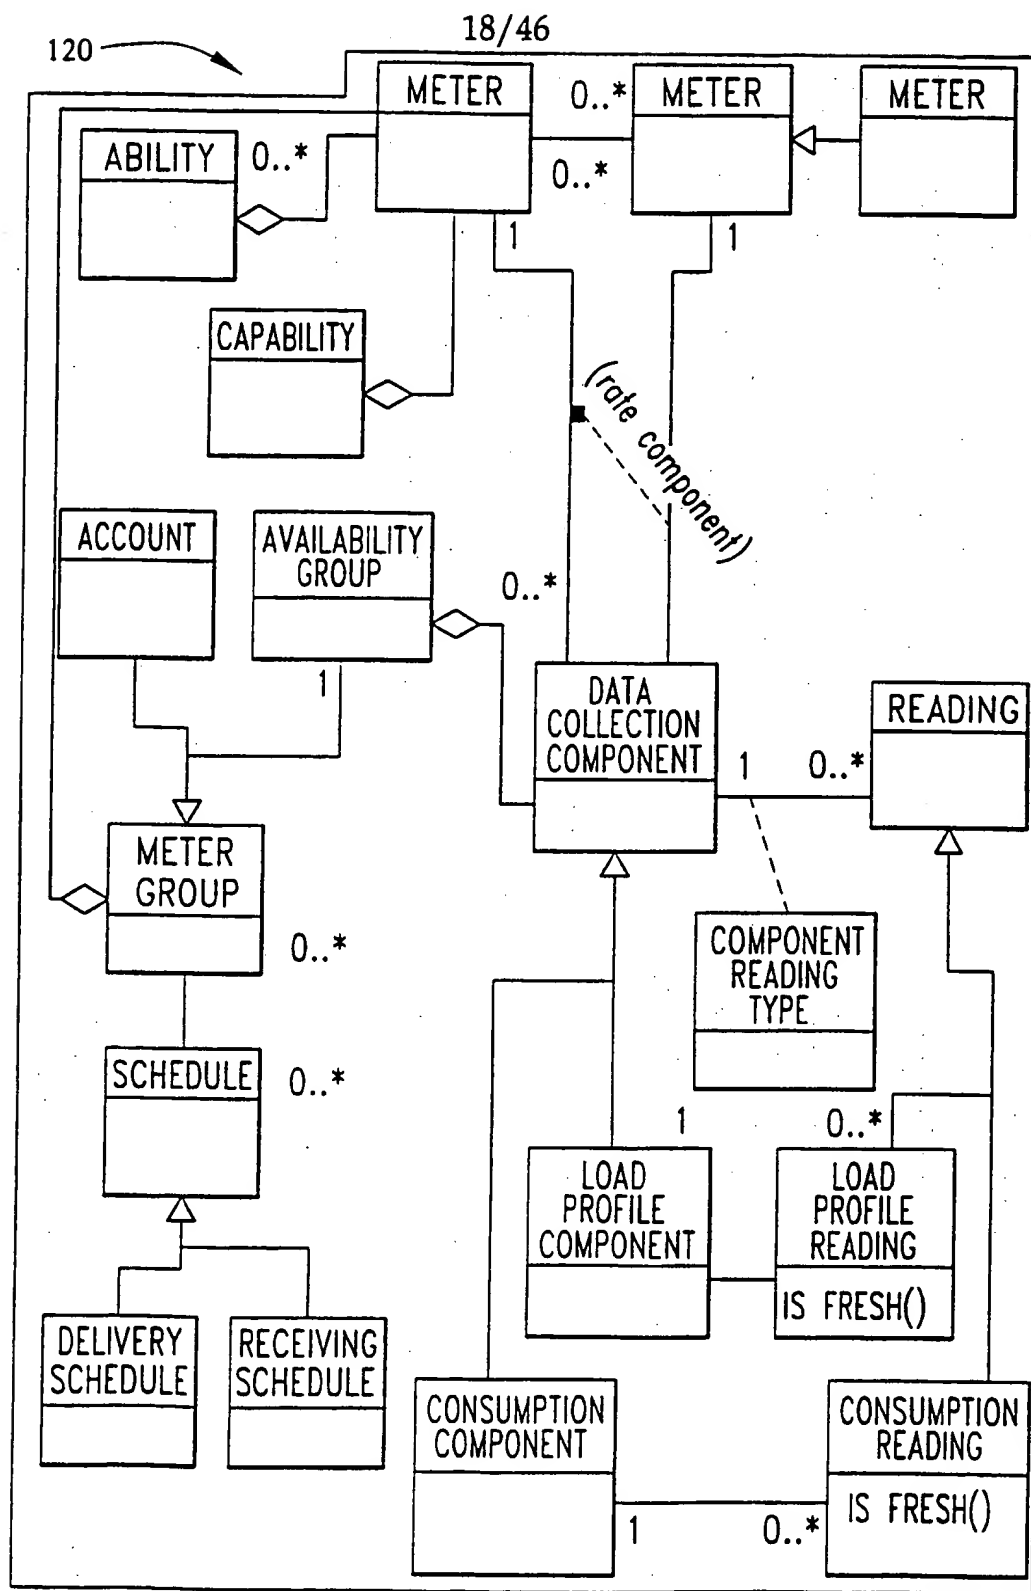 18/46
120
METER
0..*
METER
METER
ABILITY
0..*
0..*
1
1
CAPABILITY
(rate component)
ACCOUNT
AVAILABILITY
GROUP
0..*
1
DATA
COLLECTION
COMPONENT
READING
1
0..*
METER
GROUP
0..*
COMPONENT
READING
TYPE
SCHEDULE
0..*
1
0..*
LOAD
PROFILE
COMPONENT
LOAD
PROFILE
READING
IS FRESH()
DELIVERY
SCHEDULE
RECEIVING
SCHEDULE
CONSUMPTION
COMPONENT
CONSUMPTION
READING
IS FRESH()
1
0..*